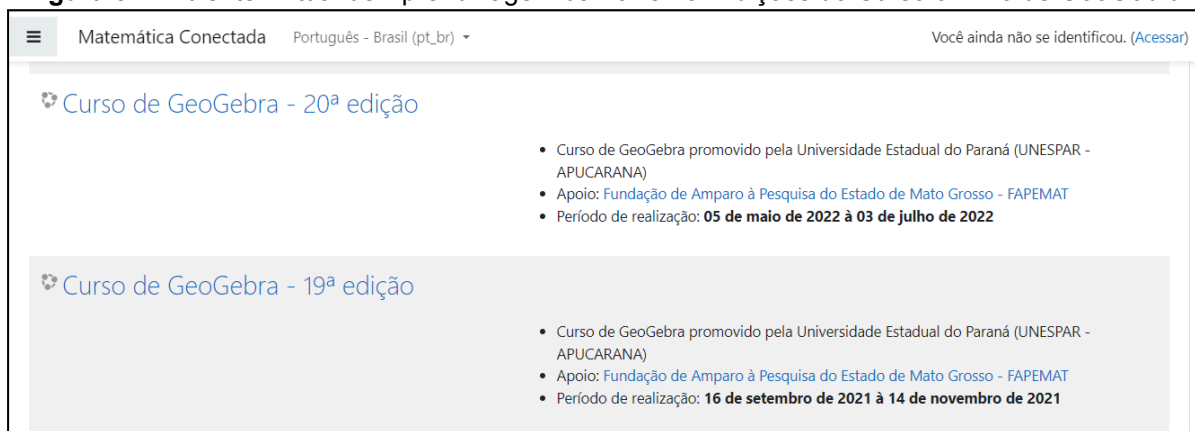 ≡ Matemática Conectada Português - Brasil (pt_br) Você ainda não se identificou. (Acessar)
Curso de GeoGebra - 20ª edição
• Curso de GeoGebra promovido pela Universidade Estadual do Paraná (UNESPAR -
APUCARANA)
• Apoio: Fundação de Amparo à Pesquisa do Estado de Mato Grosso - FAPEMAT
• Período de realização: 05 de maio de 2022 à 03 de julho de 2022
Curso de GeoGebra - 19ª edição
• Curso de GeoGebra promovido pela Universidade Estadual do Paraná (UNESPAR -
APUCARANA)
• Apoio: Fundação de Amparo à Pesquisa do Estado de Mato Grosso - FAPEMAT
• Período de realização: 16 de setembro de 2021 à 14 de novembro de 2021